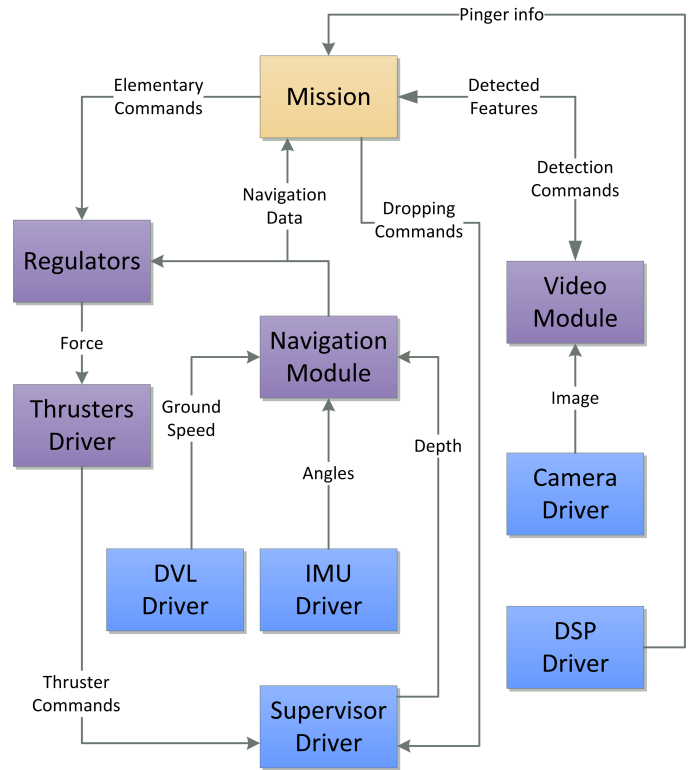 Pinger info
Elementary
Commands
Mission
Detected
Features
Navigation
Data
Dropping
Commands
Detection
Commands
Regulators
Video
Module
Force
Navigation
Module
Thrusters
Driver
Ground
Speed
Depth
Image
Angles
Camera
Driver
DVL
Driver
IMU
Driver
DSP
Driver
Thruster
Commands
Supervisor
Driver